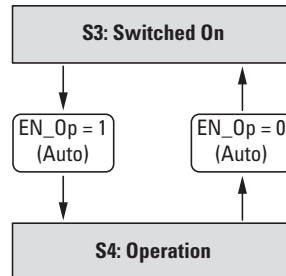 S3: Switched On
EN_Op = 1
(Auto)
EN_Op = 0
(Auto)
S4: Operation